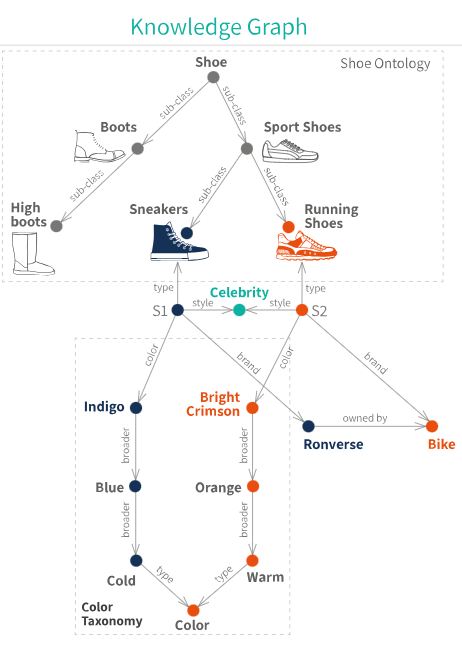 Knowledge Graph
Shoe
Shoe Ontology
sub-class
sub-class
Boots
Sport Shoes
sub-class
sub-class
sub-class
High
boots
Sneakers
Running
Shoes
type
Celebrity
type
S1
style
style
S2
color
brand
color
brand
Indigo
Bright
Crimson
owned by
Ronverse
Bike
broader
broader
Blue
Orange
broader
broader
Cold
Warm
type
type
Color
Taxonomy
Color